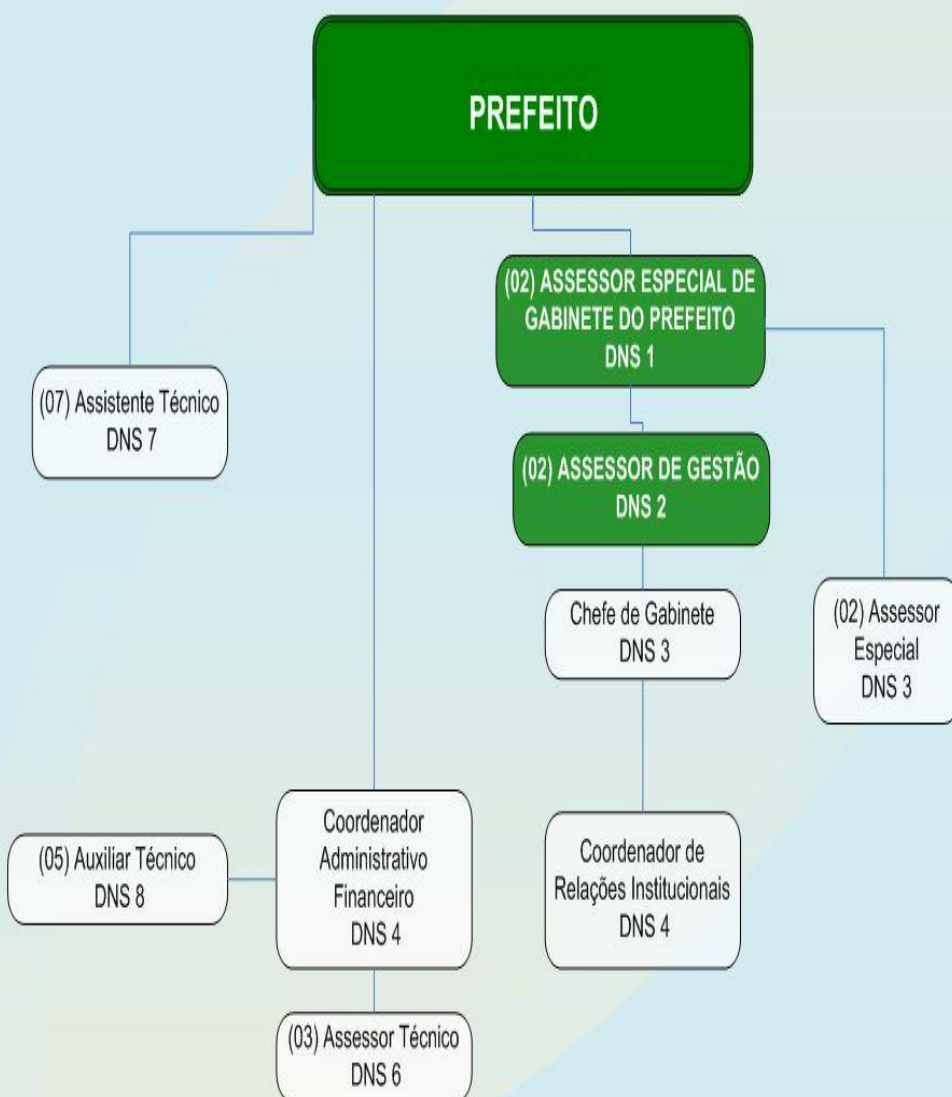 PREFEITO
(02) ASSESSOR ESPECIAL DE
GABINETE DO PREFEITO
DNS 1
(07) Assistente Técnico
DNS 7
(02) ASSESSOR DE GESTÃO
DNS 2
Chefe de Gabinete
DNS 3
(02) Assessor
Especial
DNS 3
Coordenador
Administrativo
Financeiro
DNS 4
(05) Auxiliar Técnico
DNS 8
Coordenador de
Relações Institucionais
DNS 4
(03) Assessor Técnico
DNS 6